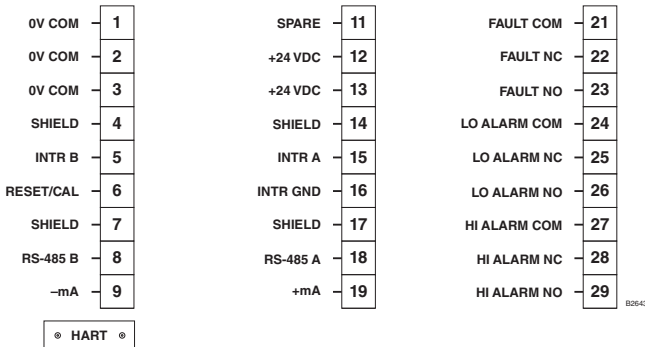 0V COM 1
0V COM 2
0V COM 3
SHIELD 4
INTR B 5
RESET/CAL 6
SHIELD 7
RS-485 B 8
–mA 9
HART
SPARE 11
+24 VDC 12
+24 VDC 13
SHIELD 14
INTR A 15
INTR GND 16
SHIELD 17
RS-485 A 18
+mA 19
FAULT COM 21
FAULT NC 22
FAULT NO 23
LO ALARM COM 24
LO ALARM NC 25
LO ALARM NO 26
HI ALARM COM 27
HI ALARM NC 28
HI ALARM NO 29
B2643